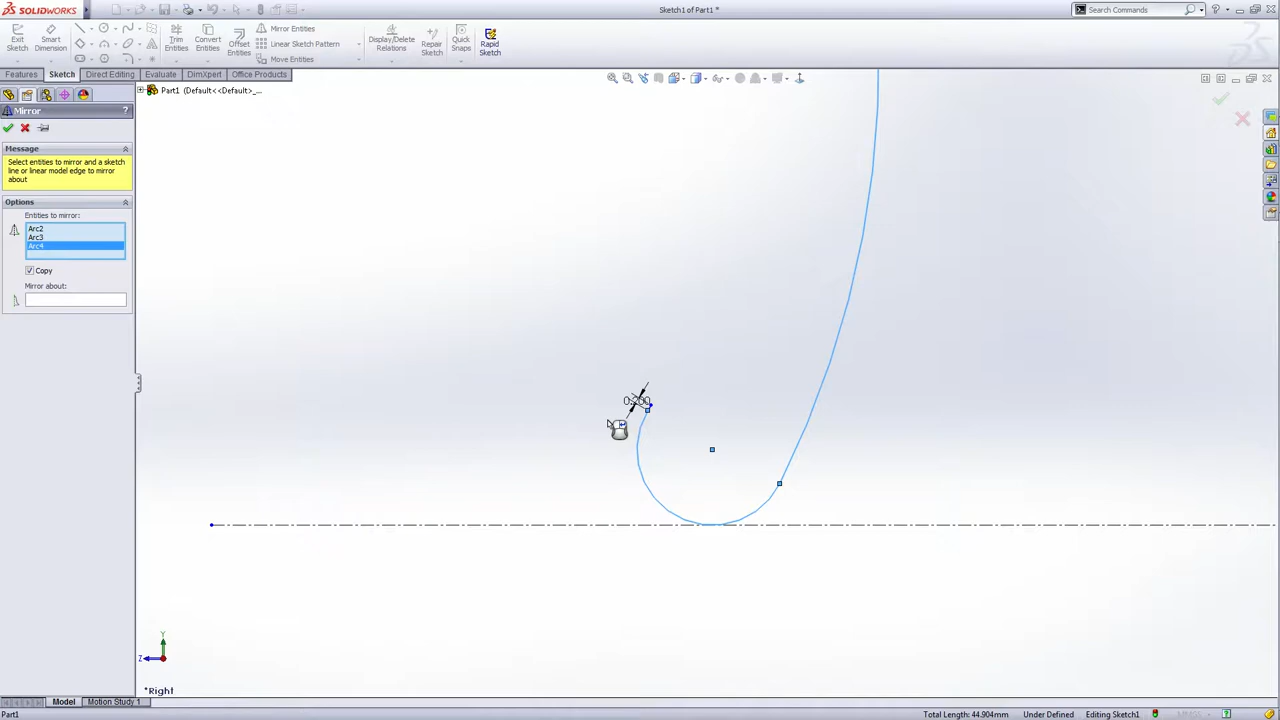 SOLIDWORKS
Sketch1 of Part1 *
Search Commands
Exit Sketch
Smart Dimension
Trim Entities
Convert Entities
Offset Entities
Mirror Entities
Linear Sketch Pattern
Move Entities
Display/Delete Relations
Repair Sketch
Quick Snaps
Rapid Sketch
Features
Sketch
Direct Editing
Evaluate
DimXpert
Office Products
Part1 (Default<<Default>_...
Mirror
?
Message
Select entities to mirror and a sketch
line or linear model edge to mirror
about
Options
Entities to mirror:
Arc2
Arc3
Arc4
Copy
Mirror about:
Y
Z
*Right
Model
Motion Study 1
Part1
Total Length: 44.904mm
Under Defined
Editing Sketch1
MMGS